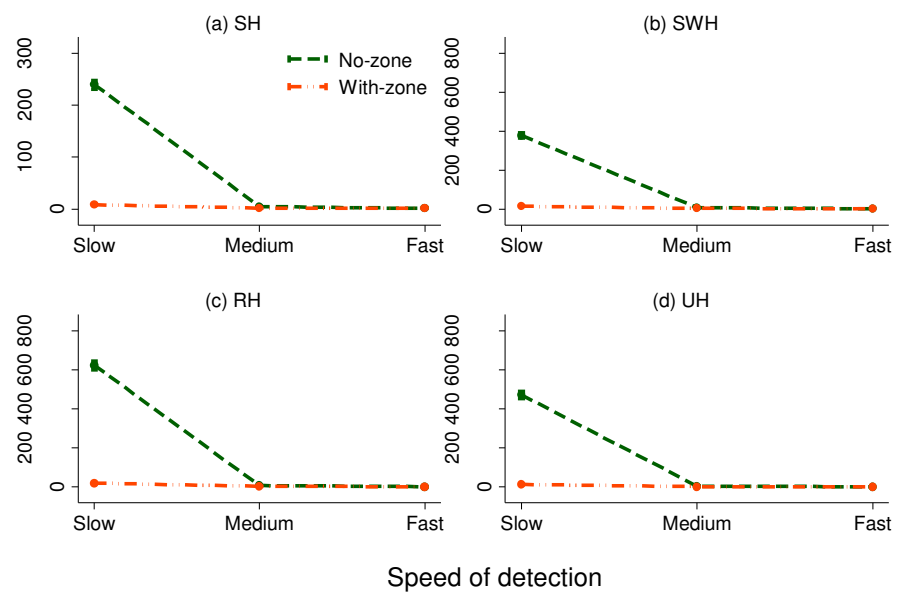 (a) SH
300
200
100
0
No-zone
With-zone
Slow Medium Fast
(b) SWH
800
600
400
200
0
Slow Medium Fast
(c) RH
800
600
400
200
0
Slow Medium Fast
(d) UH
800
600
400
200
0
Slow Medium Fast
Speed of detection